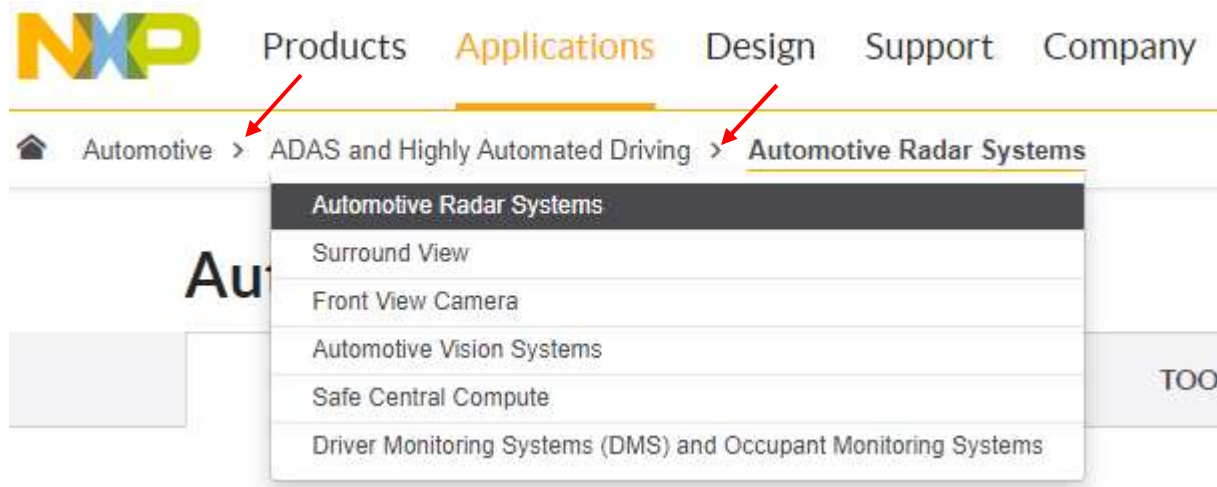 NXP Products Applications Design Support Company
Automotive > ADAS and Highly Automated Driving > Automotive Radar Systems
Automotive Radar Systems
Surround View
Au
Front View Camera
Automotive Vision Systems
TOO
Safe Central Compute
Driver Monitoring Systems (DMS) and Occupant Monitoring Systems